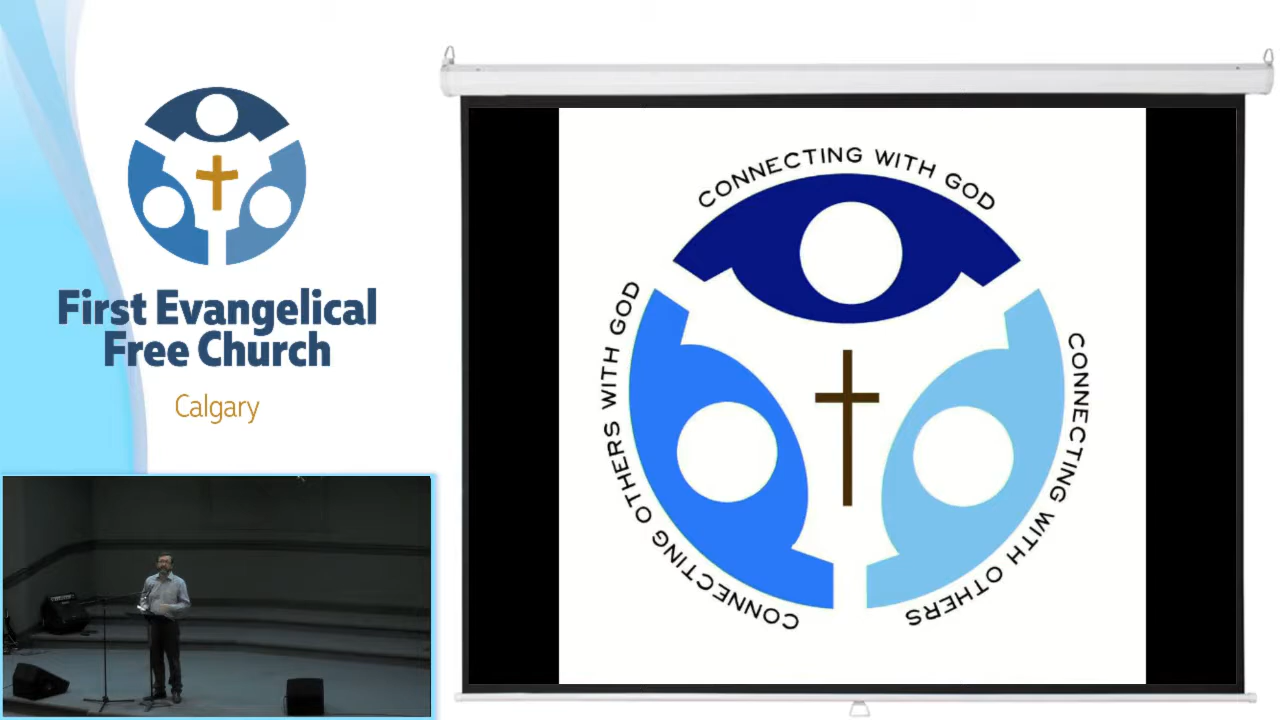 First Evangelical
Free Church
Calgary
CONNECTING WITH GOD
CONNECTING OTHERS WITH GOD
CONNECTING WITH OTHERS